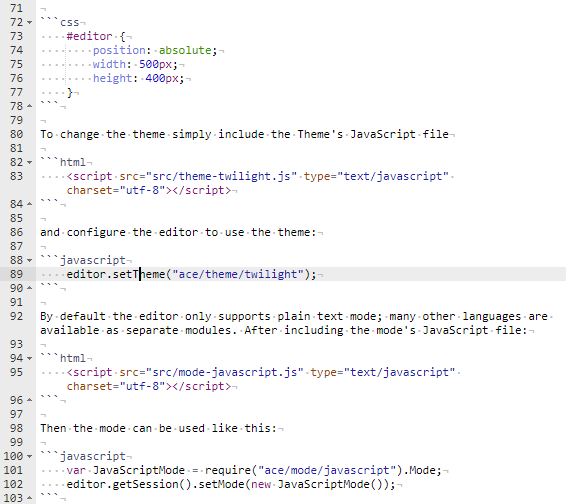 71
72 ```css
73     #editor {
74         position: absolute;
75         width: 500px;
76         height: 400px;
77     }
78 ```
79
80 To change the theme simply include the Theme's JavaScript file
81
82 ```html
83     <script src="src/theme-twilight.js" type="text/javascript"
    charset="utf-8"></script>
84 ```
85
86 and configure the editor to use the theme:
87
88 ```javascript
89     editor.setTheme("ace/theme/twilight");
90 ```
91
92 By default the editor only supports plain text mode; many other languages are
available as separate modules. After including the mode's JavaScript file:
93
94 ```html
95     <script src="src/mode-javascript.js" type="text/javascript"
    charset="utf-8"></script>
96 ```
97
98 Then the mode can be used like this:
99
100 ```javascript
101     var JavaScriptMode = require("ace/mode/javascript").Mode;
102     editor.getSession().setMode(new JavaScriptMode());
103 ```